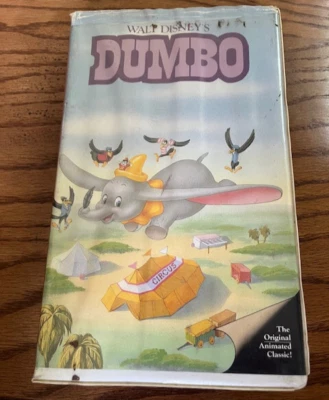 WALT DISNEY'S
DUMBO
CIRCUS
The
Original
Animated
Classic!